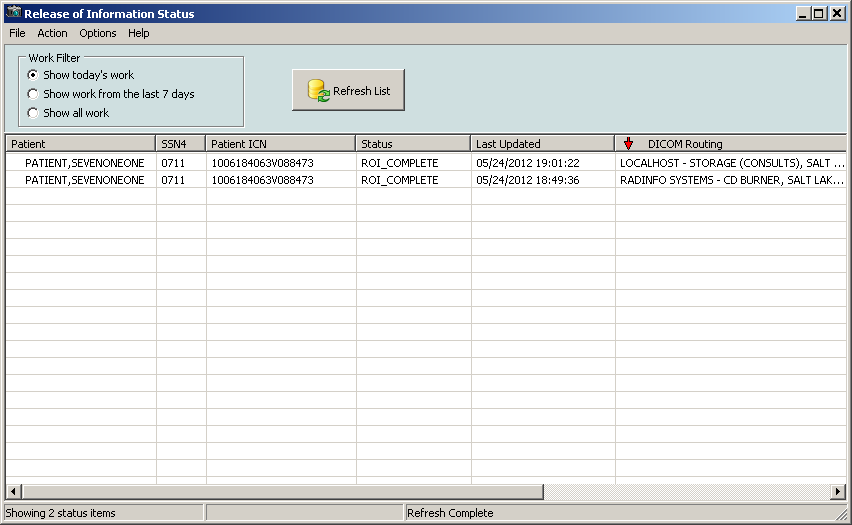 Release of Information Status
File Action Options Help
Work Filter
Show today's work
Show work from the last 7 days
Show all work
Refresh List
Patient SSN4 Patient ICN Status Last Updated DICOM Routing
PATIENT,SEVENONEONE 0711 1006184063V088473 ROI_COMPLETE 05/24/2012 19:01:22 LOCALHOST - STORAGE (CONSULTS), SALT ...
PATIENT,SEVENONEONE 0711 1006184063V088473 ROI_COMPLETE 05/24/2012 18:49:36 RADINFO SYSTEMS - CD BURNER, SALT LAK...
Showing 2 status items Refresh Complete